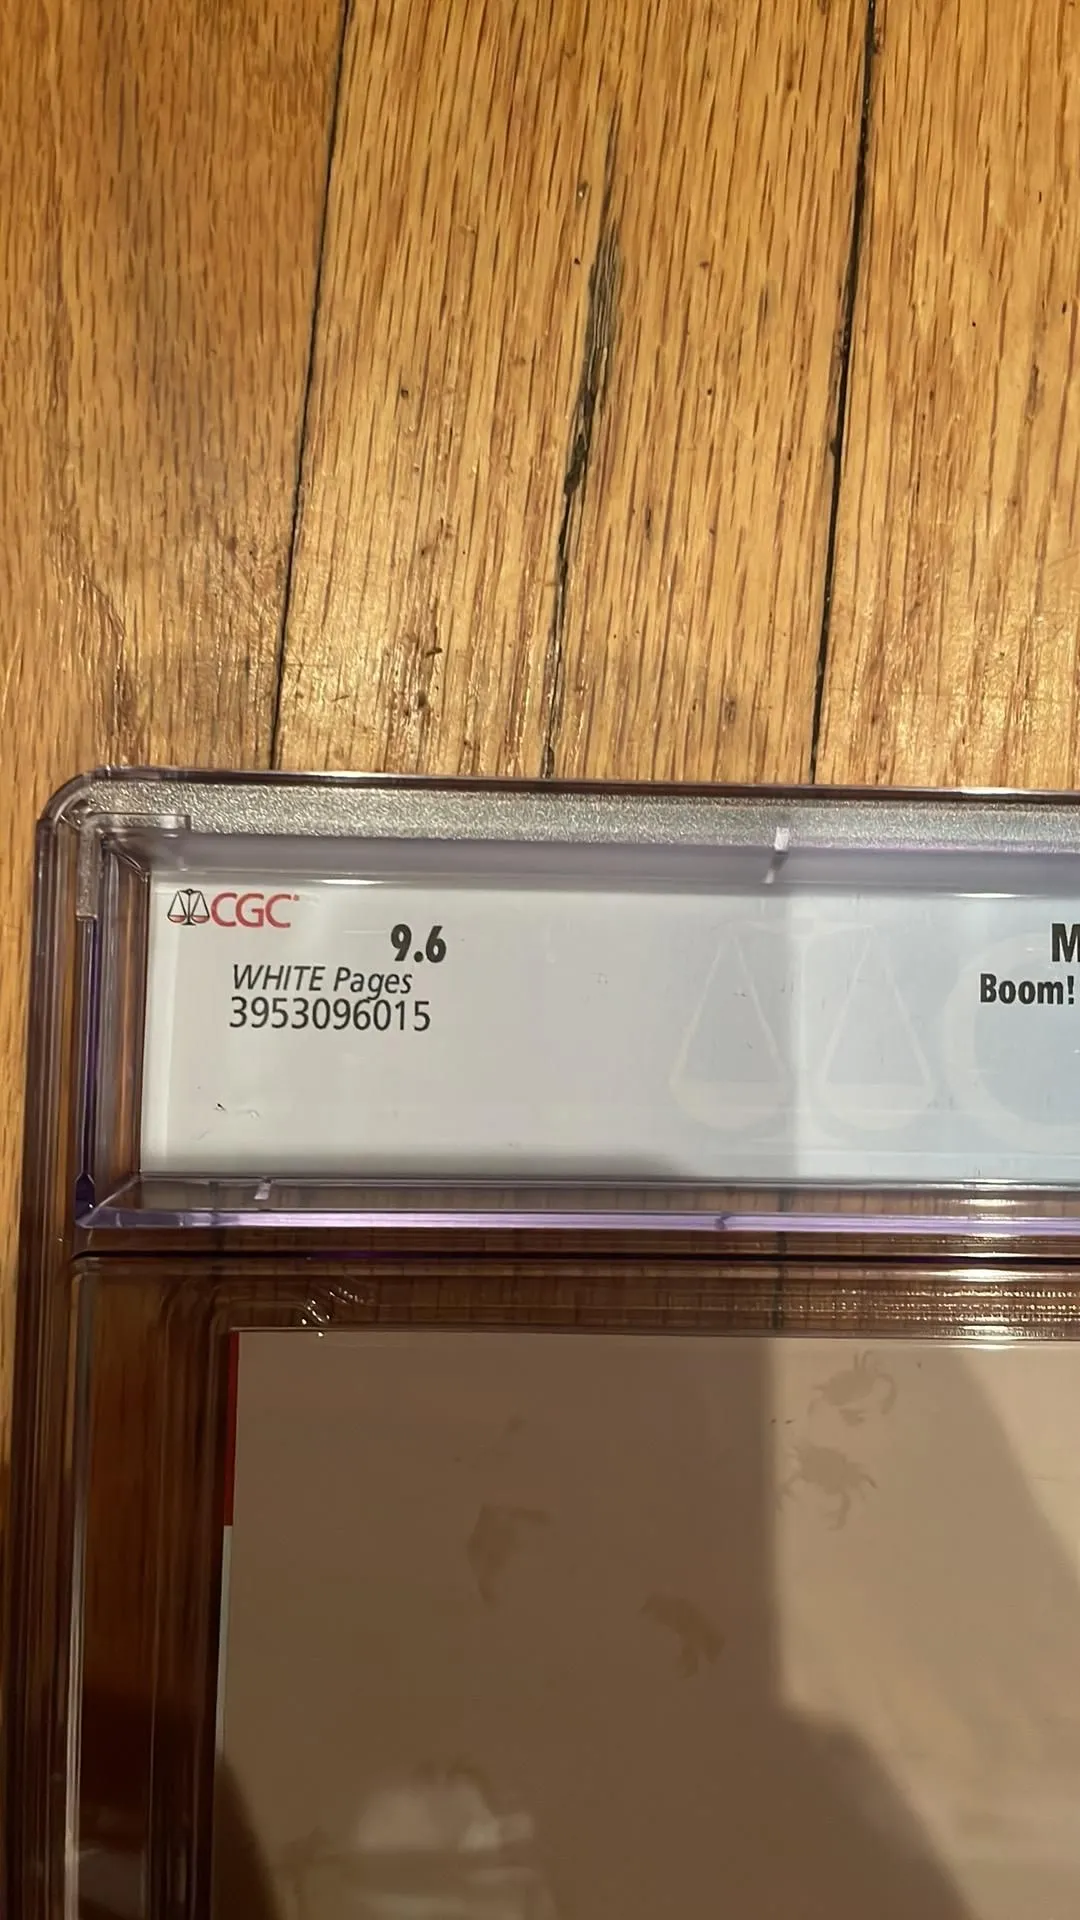 CGC
9.6
WHITE Pages
3953096015
M
Boom!